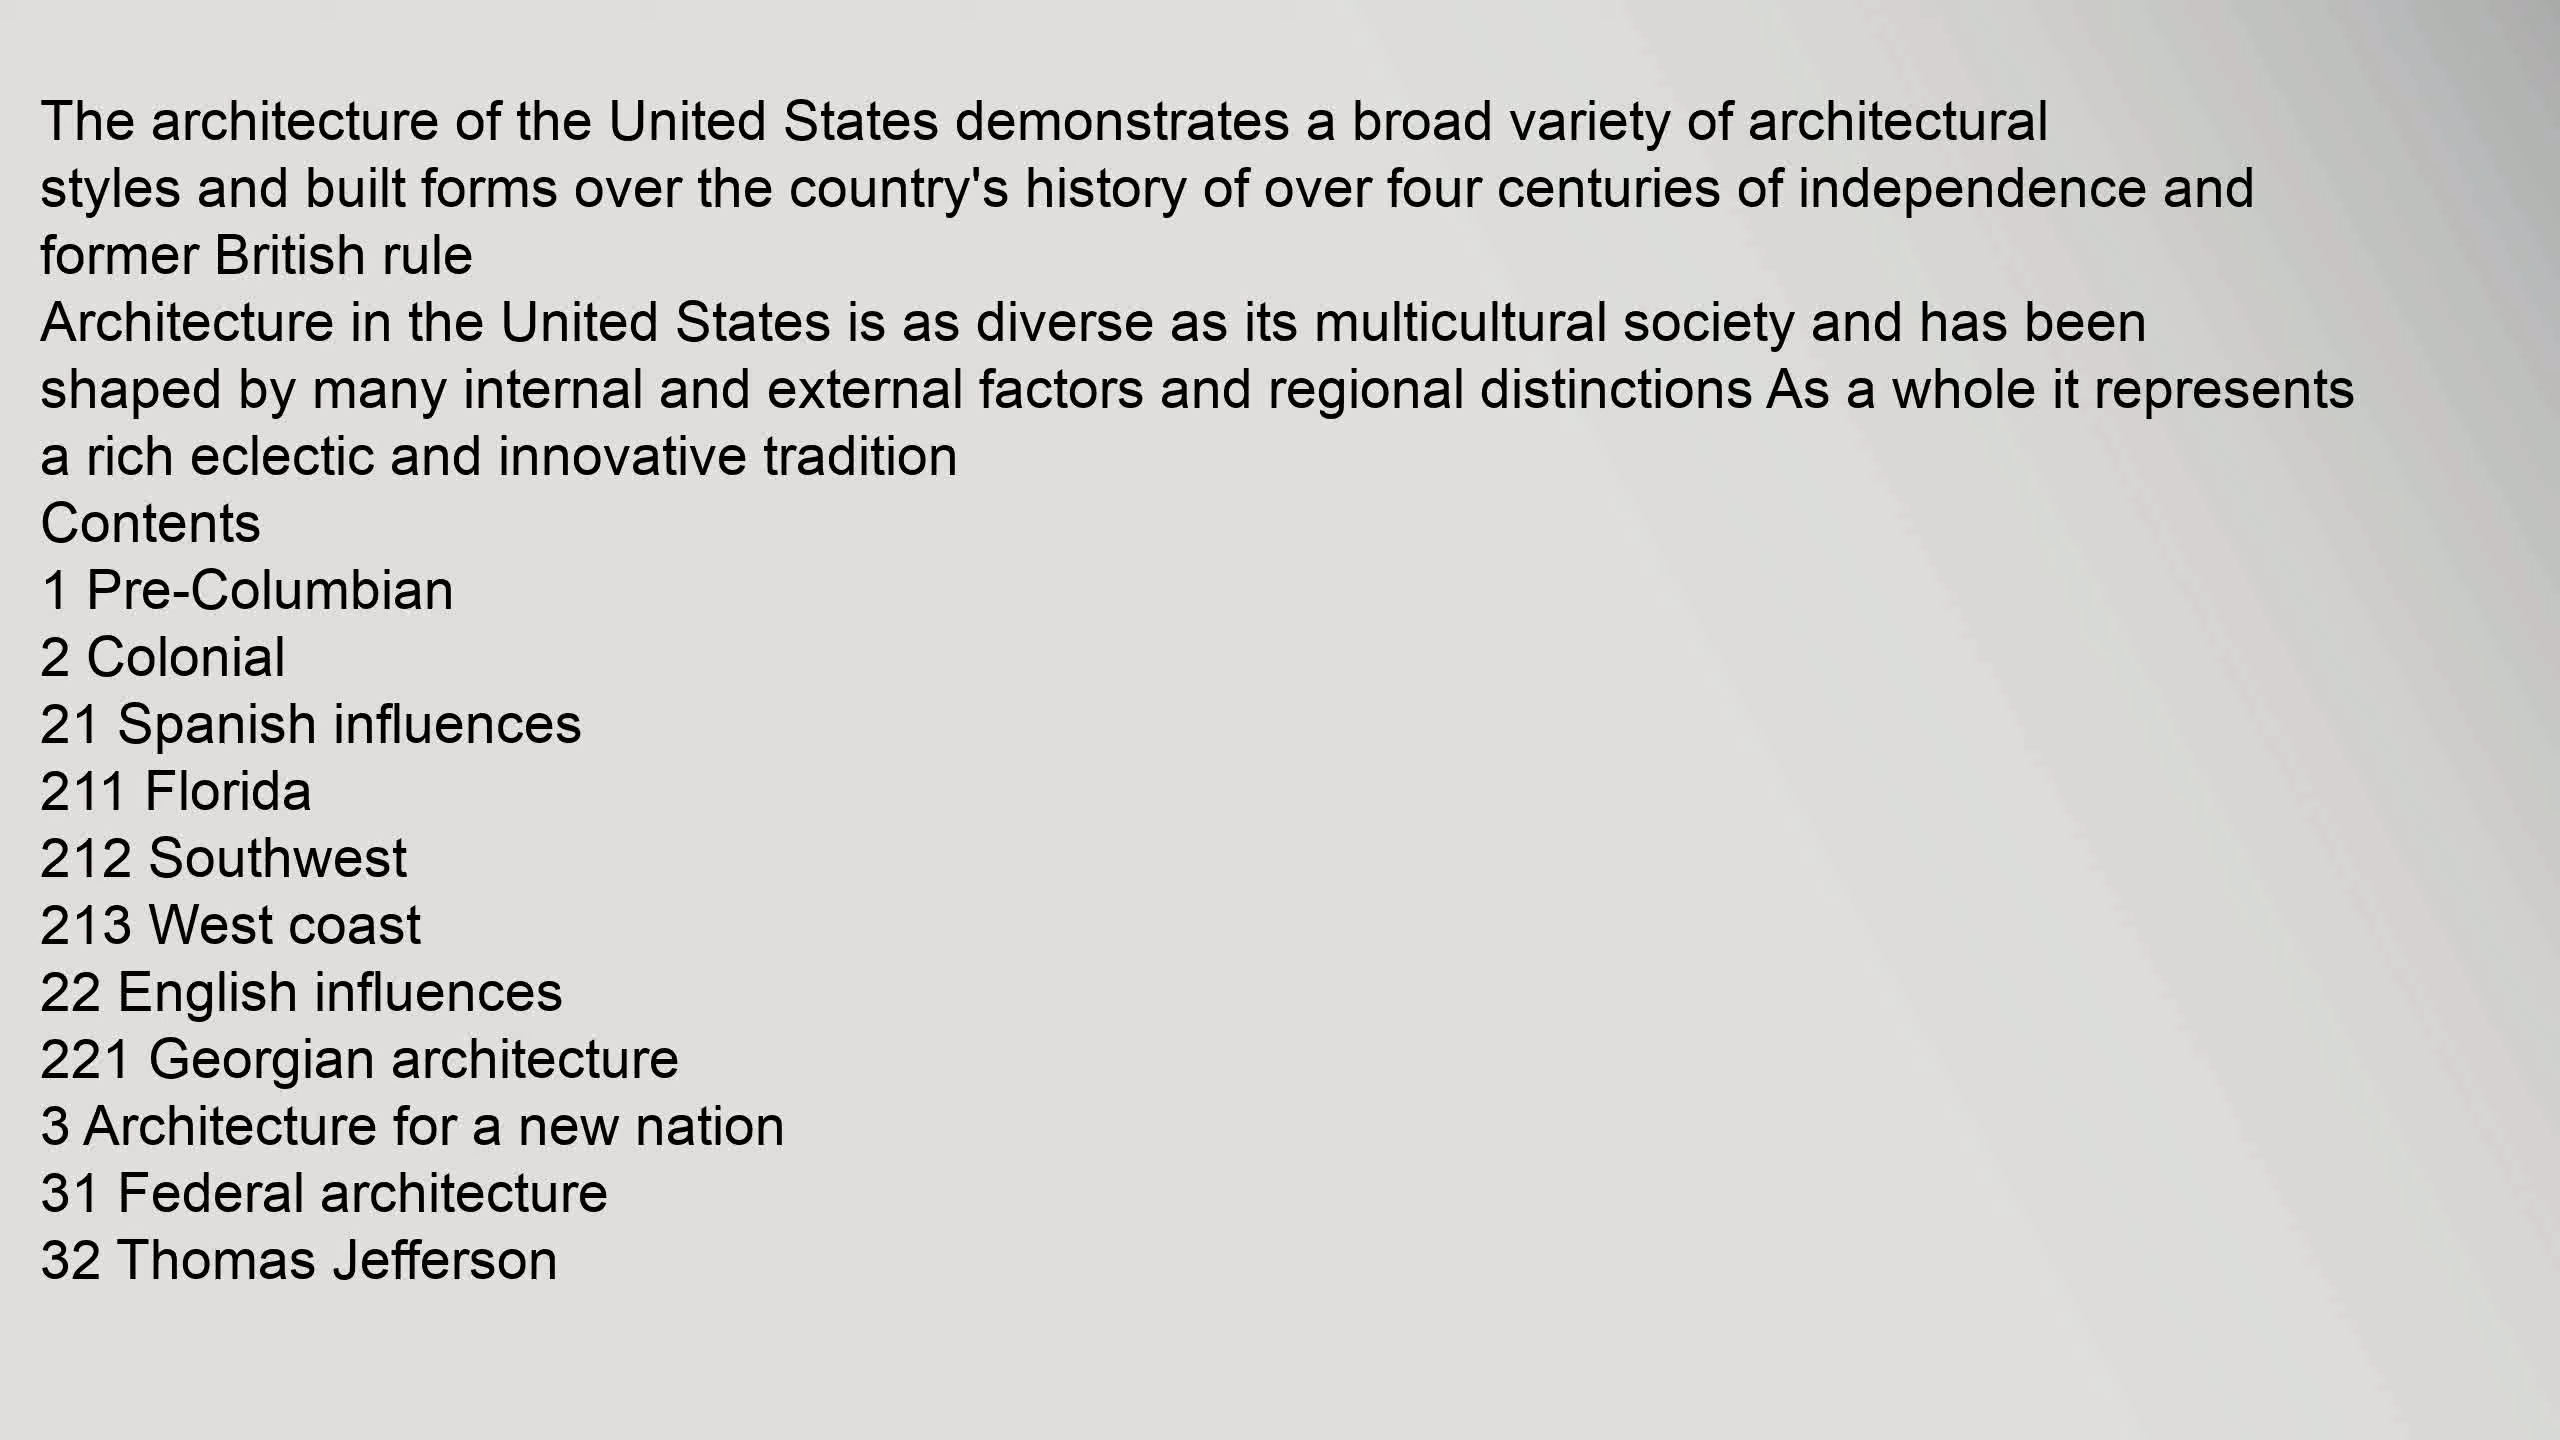 The architecture of the United States demonstrates a broad variety of architectural
styles and built forms over the country's history of over four centuries of independence and
former British rule
Architecture in the United States is as diverse as its multicultural society and has been
shaped by many internal and external factors and regional distinctions As a whole it represents
a rich eclectic and innovative tradition
Contents
1 Pre-Columbian
2 Colonial
21 Spanish influences
211 Florida
212 Southwest
213 West coast
22 English influences
221 Georgian architecture
3 Architecture for a new nation
31 Federal architecture
32 Thomas Jefferson